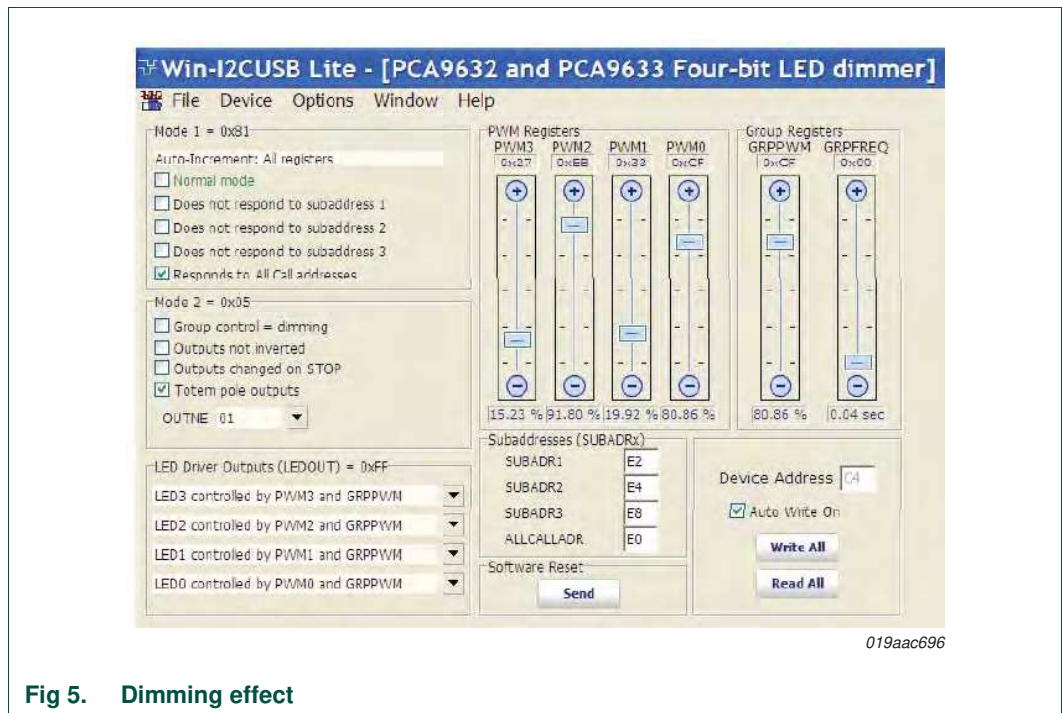 Win-I2CUSB Lite - [PCA9632 and PCA9633 Four-bit LED dimmer]
File Device Options Window Help
Mode 1 = 0x81
Auto-Increment: All registers
Normal mode
Does not respond to subaddress 1
Does not respond to subaddress 2
Does not respond to subaddress 3
Responds to All Call addresses
Mode 2 = 0x05
Group control = dimming
Outputs not inverted
Outputs changed on STOP
Totem pole outputs
OUTNE 01
LED Driver Outputs (LEDOUT) = 0xFF
LED3 controlled by PWM3 and GRPPWM
LED2 controlled by PWM2 and GRPPWM
LED1 controlled by PWM1 and GRPPWM
LED0 controlled by PWM0 and GRPPWM
PWM Registers
PWM3 PWM2 PWM1 PWM0
0x27 0xEB 0x33 0xCF
15.23 % 91.80 % 19.92 % 80.86 %
Group Registers
GRPPWM GRPFREQ
0xCF 0x00
80.86 % 0.04 sec
Subaddresses (SUBADRx)
SUBADR1 E2
SUBADR2 E4
SUBADR3 E8
ALLCALLADR E0
Software Reset
Send
Device Address C4
Auto Write On
Write All
Read All
019aac696
Fig 5. Dimming effect